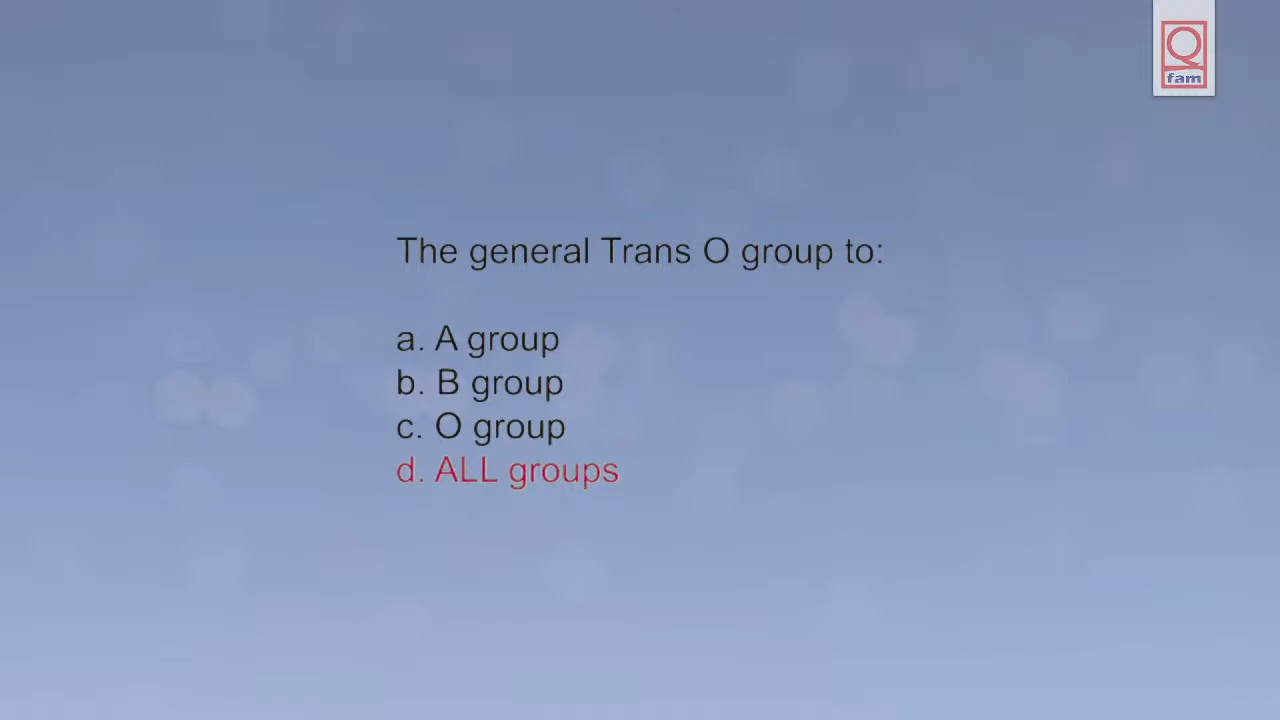 Q
fam
The general Trans O group to:
a. A group
b. B group
c. O group
d. ALL groups